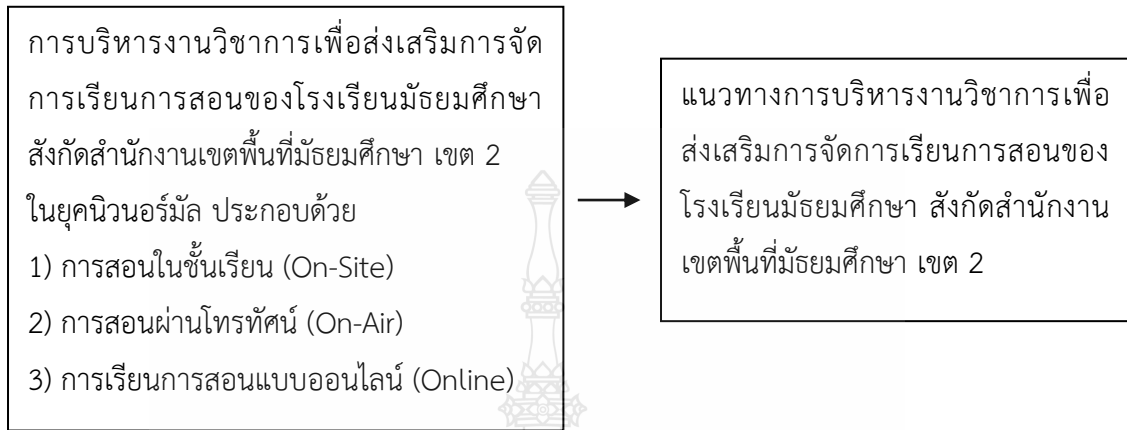 การบริหารงานวิชาการเพื่อส่งเสริมการจัด
การเรียนการสอนของโรงเรียนมัธยมศึกษา
สังกัดสำนักงานเขตพื้นที่มัธยมศึกษา เขต 2
ในยุคนิวนอร์มัล ประกอบด้วย
1) การสอนในชั้นเรียน (On-Site)
2) การสอนผ่านโทรทัศน์ (On-Air)
3) การเรียนการสอนแบบออนไลน์ (Online)
แนวทางการบริหารงานวิชาการเพื่อ
ส่งเสริมการจัดการเรียนการสอนของ
โรงเรียนมัธยมศึกษา สังกัดสำนักงาน
เขตพื้นที่มัธยมศึกษา เขต 2